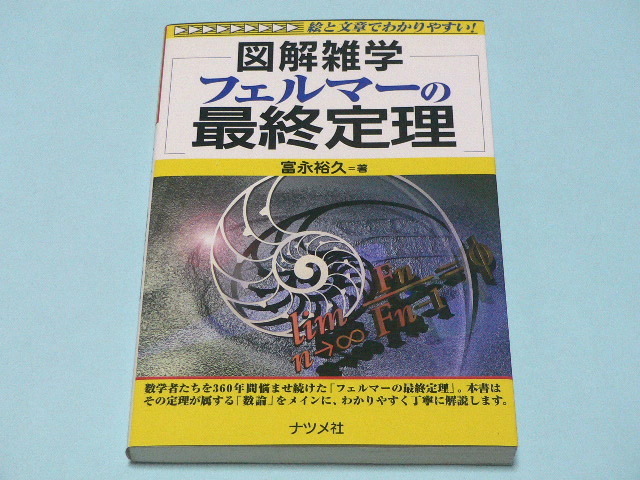 絵と文章でわかりやすい!
図解雑学
フェルマーの
最終定理
富永裕久=著
lim n→∞ Fn/Fn-1 = φ
数学者たちを360年間悩ませ続けた「フェルマーの最終定理」。本書は
その定理が属する「数論」をメインに、わかりやすく丁寧に解説します。
ナツメ社